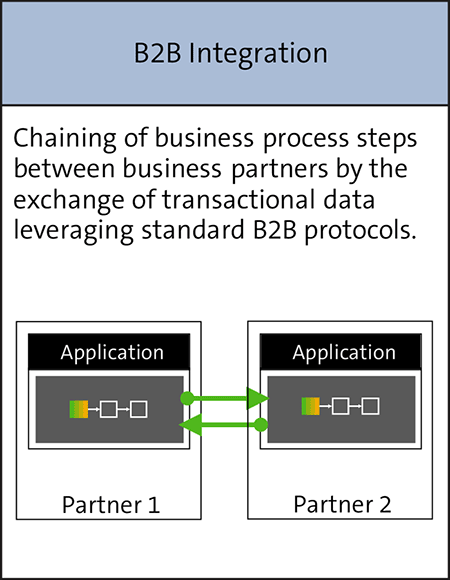 B2B Integration
Chaining of business process steps
between business partners by the
exchange of transactional data
leveraging standard B2B protocols.
Application
Application
Partner 1
Partner 2